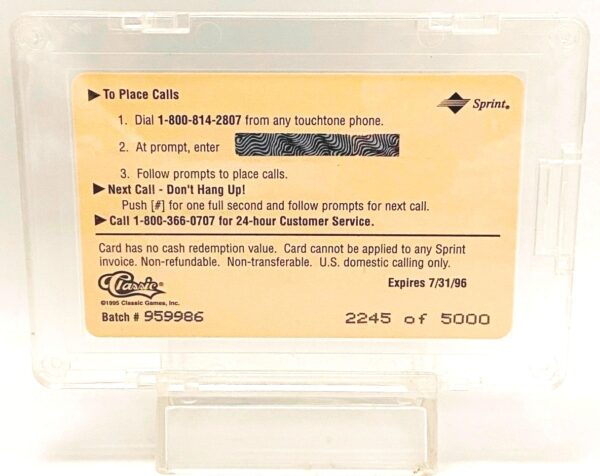 ▶ To Place Calls
Sprint®
1. Dial 1-800-814-2807 from any touchtone phone.
2. At prompt, enter
3. Follow prompts to place calls.
▶ Next Call - Don't Hang Up!
Push [#] for one full second and follow prompts for next call.
▶ Call 1-800-366-0707 for 24-hour Customer Service.
Card has no cash redemption value. Card cannot be applied to any Sprint
invoice. Non-refundable. Non-transferable. U.S. domestic calling only.
Classic®
Expires 7/31/96
©1995 Classic Games, Inc.
Batch # 959986
2245 of 5000